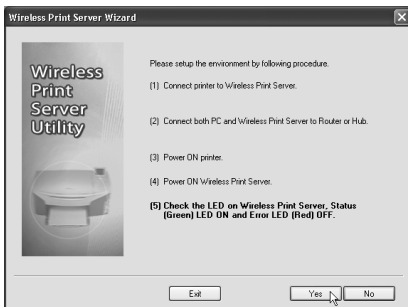 Wireless Print Server Wizard
Wireless
Print
Server
Utility
Please setup the environment by following procedure.
(1) Connect printer to Wireless Print Server.
(2) Connect both PC and Wireless Print Server to Router or Hub.
(3) Power ON printer.
(4) Power ON Wireless Print Server.
(5) Check the LED on Wireless Print Server, Status
(Green) LED ON and Error LED (Red) OFF.
Exit
Yes
No